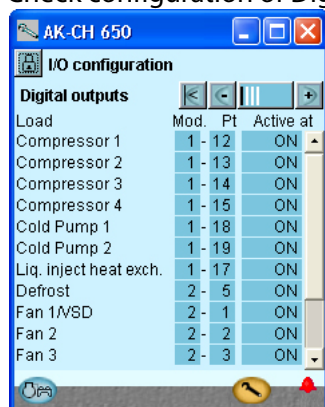 Check configuration of Dig
AK-CH 650
I/O configuration
Digital outputs
Load Mod. Pt Active at
Compressor 1 1 - 12 ON
Compressor 2 1 - 13 ON
Compressor 3 1 - 14 ON
Compressor 4 1 - 15 ON
Cold Pump 1 1 - 18 ON
Cold Pump 2 1 - 19 ON
Liq. inject heat exch. 1 - 17 ON
Defrost 2 - 5 ON
Fan 1/VSD 2 - 1 ON
Fan 2 2 - 2 ON
Fan 3 2 - 3 ON